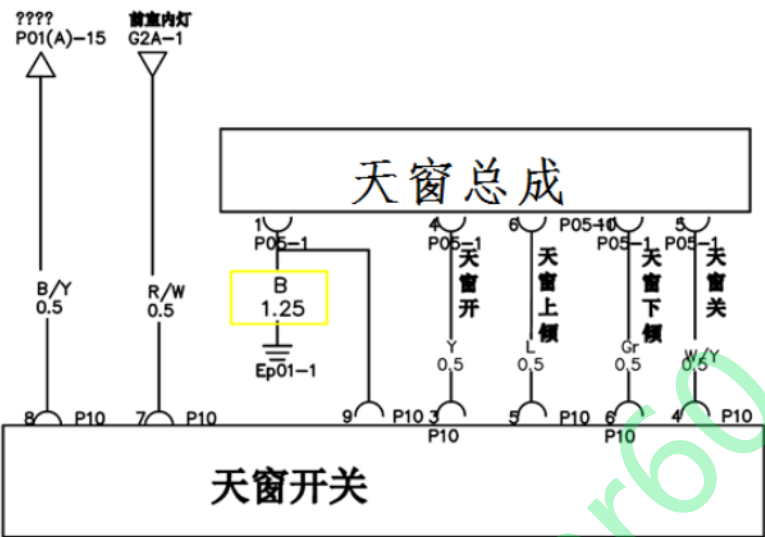 ???? 前室内灯
P01(A)-15 G2A-1
天窗总成
1 4 6 P05-1 10 5
P05-1 P05-1 P05-1 P05-1
天窗开
天窗上倾
天窗下倾
天窗关
B/Y
0.5
R/W
0.5
B
1.25
Ep01-1
Y
0.5
L
0.5
Gr
0.5
W/Y
0.5
8 P10 7 P10 9 P10 3 5 P10 6 4 P10
P10 P10
天窗开关